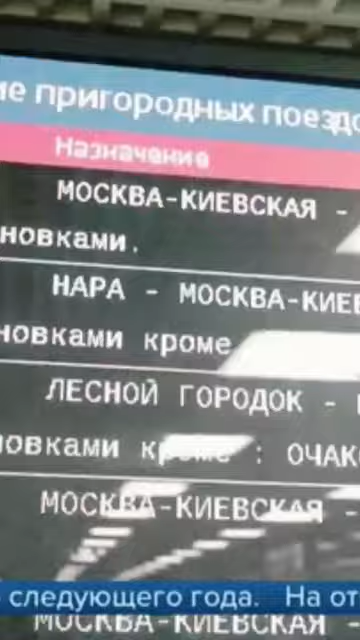 ие пригородных поездо
Назначение
МОСКВА-КИЕВСКАЯ -
новками.
НАРА - МОСКВА-КИЕВ
новками кроме
ЛЕСНОЙ ГОРОДОК -
новками кроме : ОЧАК
МОСКВА-КИЕВСКАЯ -
следующего года. На от
МОСКВА-КИЕВСКАЯ -